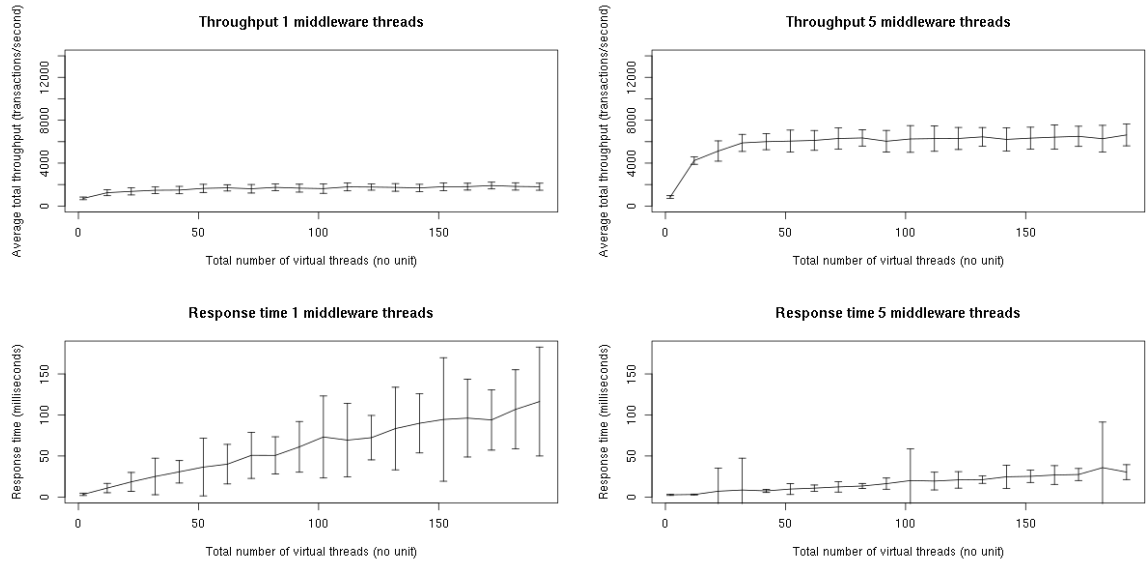 Throughput 1 middleware threads
Average total throughput (transactions/second)
0 4000 8000 12000
0 50 100 150
Total number of virtual threads (no unit)
Throughput 5 middleware threads
Average total throughput (transactions/second)
0 4000 8000 12000
0 50 100 150
Total number of virtual threads (no unit)
Response time 1 middleware threads
Response time (milliseconds)
0 50 100 150
0 50 100 150
Total number of virtual threads (no unit)
Response time 5 middleware threads
Response time (milliseconds)
0 50 100 150
0 50 100 150
Total number of virtual threads (no unit)